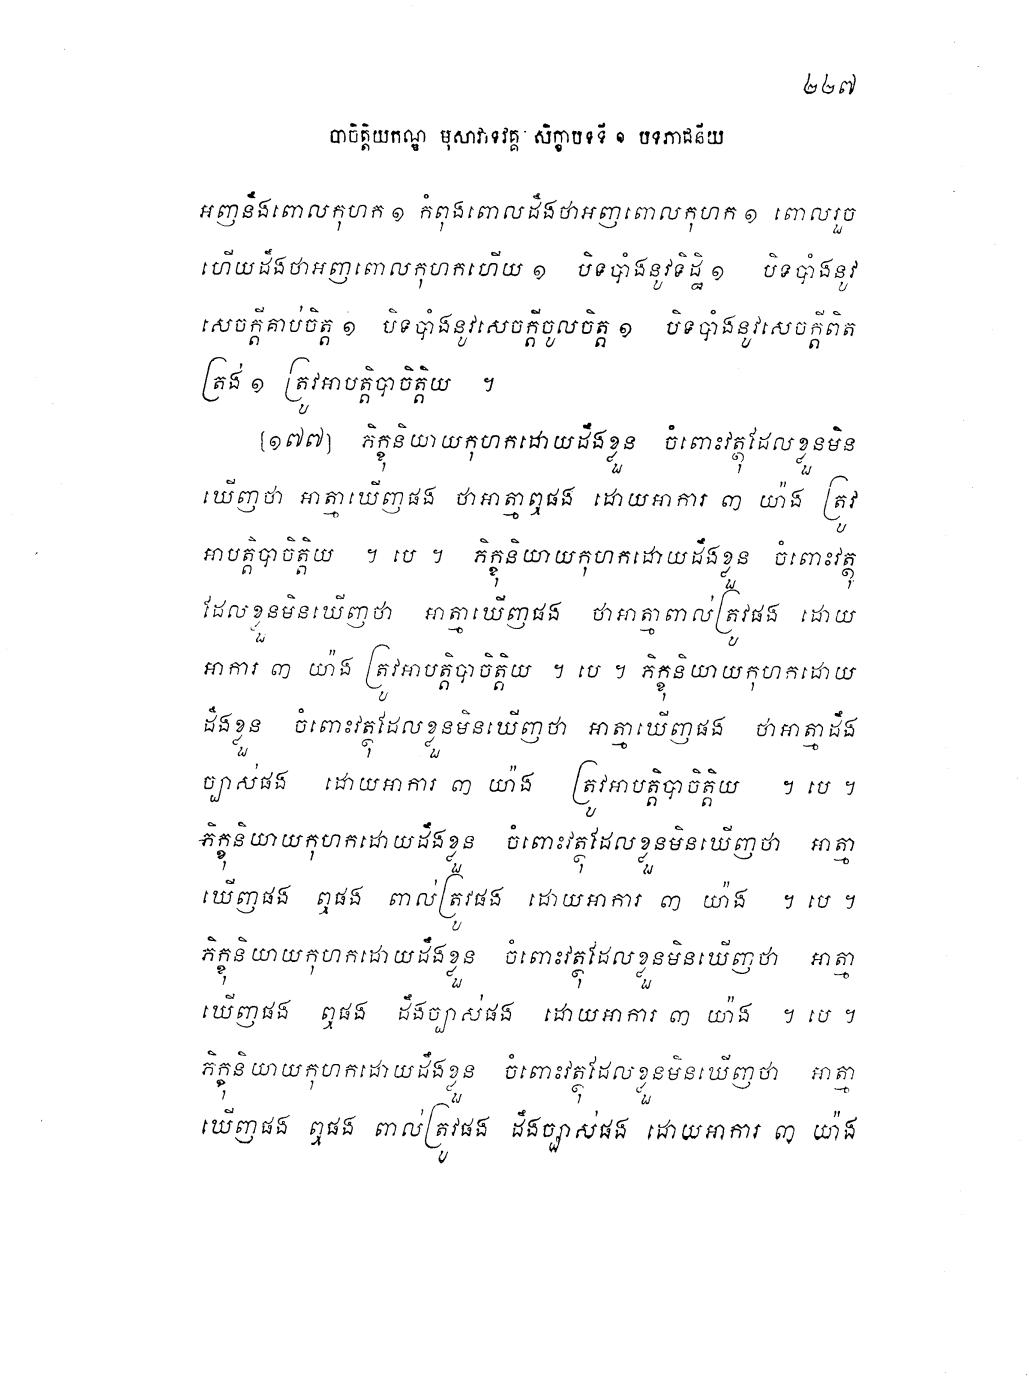 ២២៧
បាចិត្តិយកណ្ឌ មុសាវាទវគ្គ សិក្ខាបទទី ១ បទភាជន័យ
អញនឹងពោលកុហក ១ កំពុងពោលដឹងថាអញពោលកុហក ១ ពោលរួច
ហើយដឹងថាអញពោលកុហកហើយ ១ បិទបាំងនូវទិដ្ឋិ ១ បិទបាំងនូវ
សេចក្តីគាប់ចិត្ត ១ បិទបាំងនូវសេចក្តីចូលចិត្ត ១ បិទបាំងនូវសេចក្តីពិត
ត្រង់ ១ ត្រូវអាបត្តិបាចិត្តិយ ។
[១៧៧] ភិក្ខុនិយាយកុហកដោយដឹងខ្លួន ចំពោះវត្ថុដែលខ្លួនមិន
ឃើញថា អាត្មាឃើញផង ថាអាត្មាឮផង ដោយអាការ ៣ យ៉ាង ត្រូវ
អាបត្តិបាចិត្តិយ ។ បេ ។ ភិក្ខុនិយាយកុហកដោយដឹងខ្លួន ចំពោះវត្ថុ
ដែលខ្លួនមិនឃើញថា អាត្មាឃើញផង ថាអាត្មាពាល់ត្រូវផង ដោយ
អាការ ៣ យ៉ាង ត្រូវអាបត្តិបាចិត្តិយ ។ បេ ។ ភិក្ខុនិយាយកុហកដោយ
ដឹងខ្លួន ចំពោះវត្ថុដែលខ្លួនមិនឃើញថា អាត្មាឃើញផង ថាអាត្មាដឹង
ច្បាស់ផង ដោយអាការ ៣ យ៉ាង ត្រូវអាបត្តិបាចិត្តិយ ។ បេ ។
ភិក្ខុនិយាយកុហកដោយដឹងខ្លួន ចំពោះវត្ថុដែលខ្លួនមិនឃើញថា អាត្មា
ឃើញផង ឮផង ពាល់ត្រូវផង ដោយអាការ ៣ យ៉ាង ។ បេ ។
ភិក្ខុនិយាយកុហកដោយដឹងខ្លួន ចំពោះវត្ថុដែលខ្លួនមិនឃើញថា អាត្មា
ឃើញផង ឮផង ដឹងច្បាស់ផង ដោយអាការ ៣ យ៉ាង ។ បេ ។
ភិក្ខុនិយាយកុហកដោយដឹងខ្លួន ចំពោះវត្ថុដែលខ្លួនមិនឃើញថា អាត្មា
ឃើញផង ឮផង ពាល់ត្រូវផង ដឹងច្បាស់ផង ដោយអាការ ៣ យ៉ាង